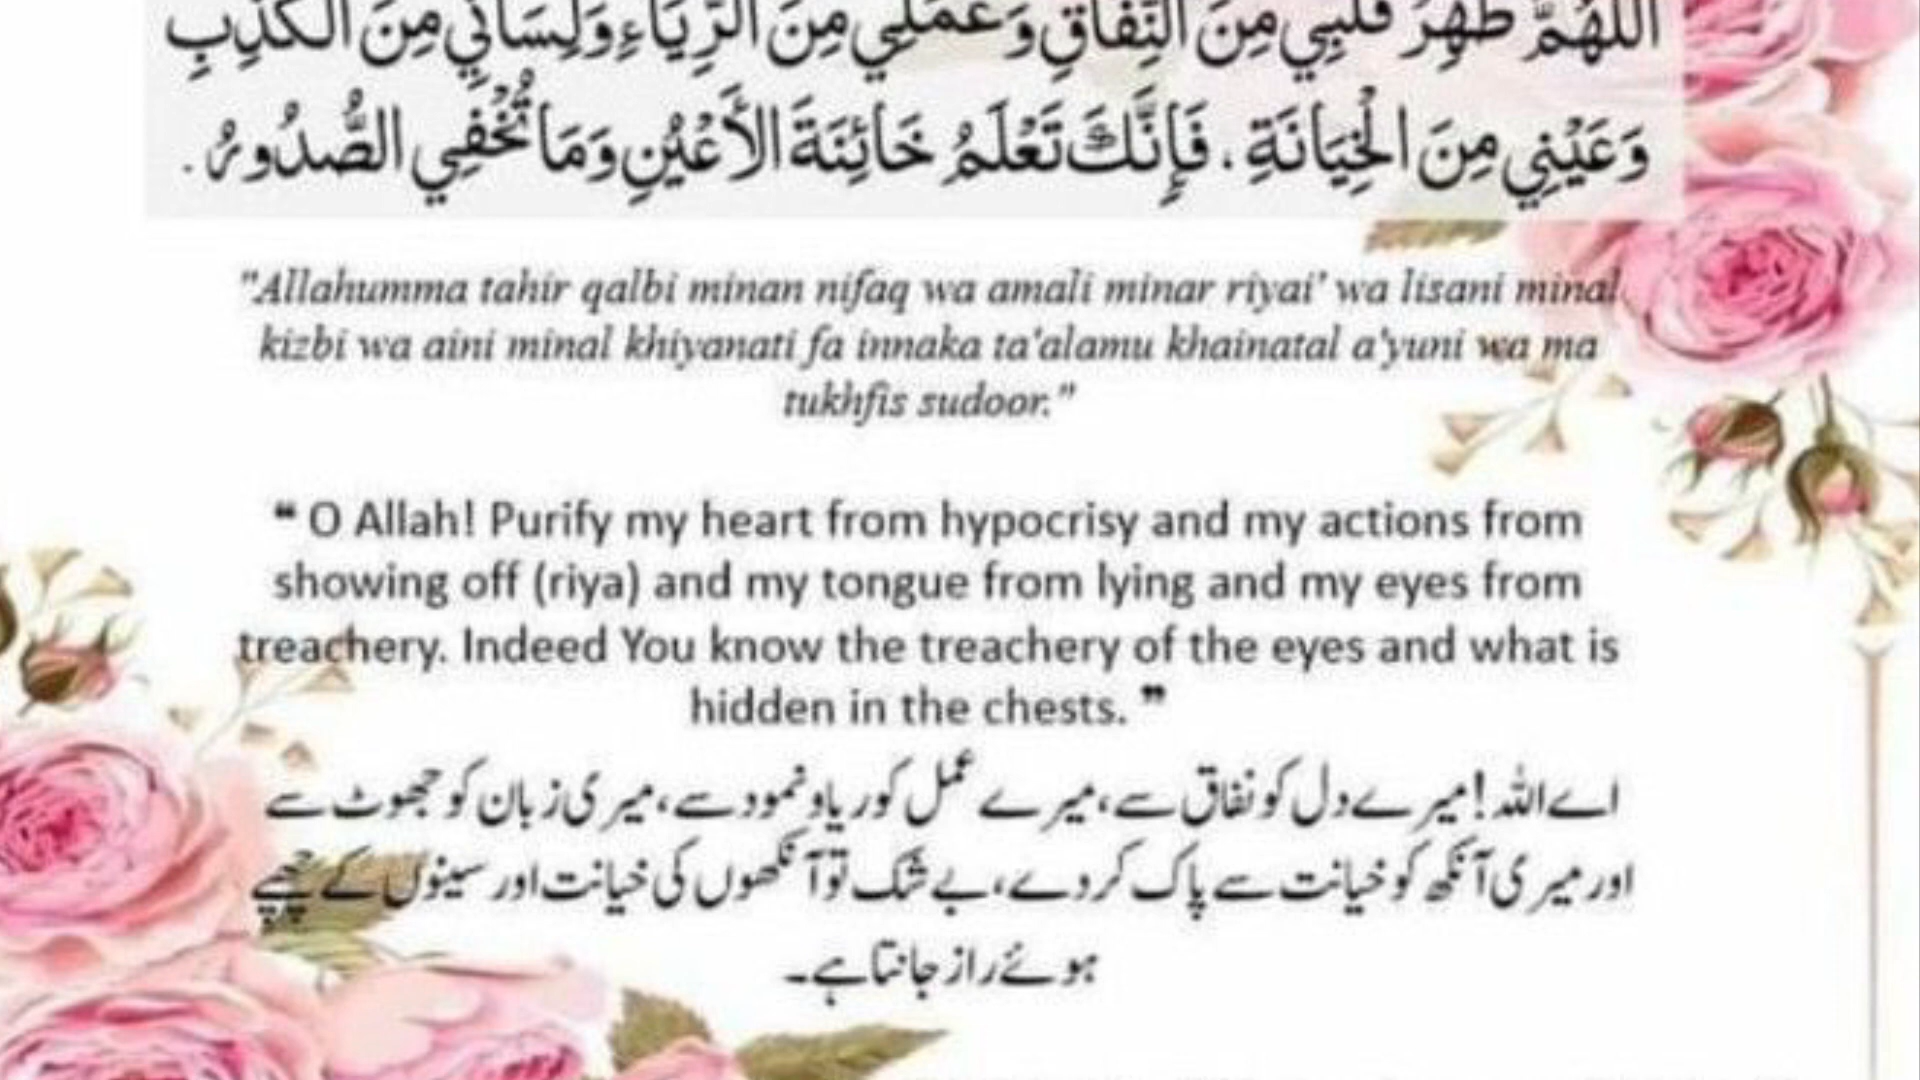 اللَّهُمَّ طَهِّرْ قَلْبِي مِنَ النِّفَاقِ وَعَمَلِي مِنَ الرِّيَاءِ وَلِسَانِي مِنَ الْكَذِبِ
وَعَيْنِي مِنَ الْخِيَانَةِ. فَإِنَّكَ تَعْلَمُ خَائِنَةَ الأَعْيُنِ وَمَا تُخْفِي الصُّدُورُ.
"Allahumma tahir qalbi minan nifaq wa amali minar riyai' wa lisani minal
kizbi wa aini minal khiyanati fa innaka ta'alamu khainatal a'yuni wa ma
tukhfis sudoor."
❝ O Allah! Purify my heart from hypocrisy and my actions from
showing off (riya) and my tongue from lying and my eyes from
treachery. Indeed You know the treachery of the eyes and what is
hidden in the chests. ❞
اے اللہ! میرے دل کو نفاق سے، میرے عمل کو ریاو نمود سے، میری زبان کو جھوٹ سے
اور میری آنکھ کو خیانت سے پاک کر دے، بے شک تو آنکھوں کی خیانت اور سینوں کے چھپے
ہوئے راز جانتا ہے۔